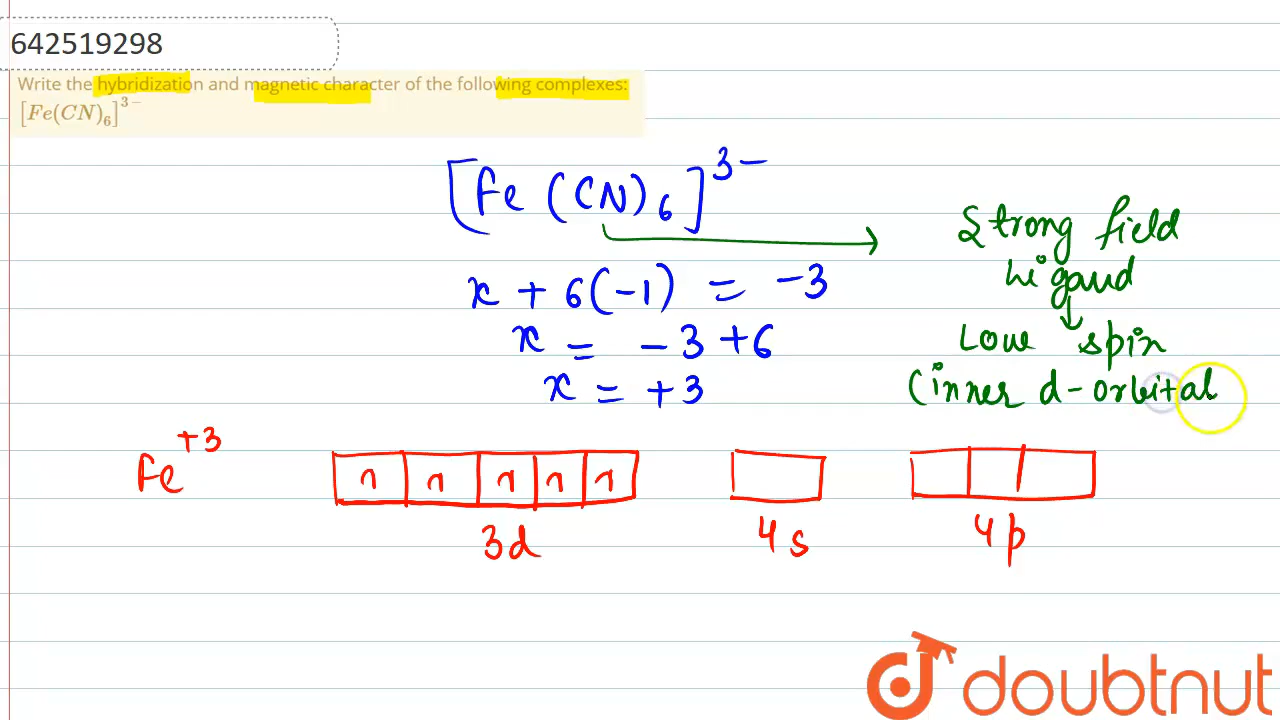 642519298
Write the hybridization and magnetic character of the following complexes:
[Fe(CN)₆]³⁻
[Fe (CN)₆]³⁻
Strong field
ligand
x + 6(-1) = -3
x = -3 + 6
Low spin
x = +3
(inner d-orbital
Fe⁺³
↿ ↿ ↿ ↿ ↿
3d 4s 4p
doubtnut